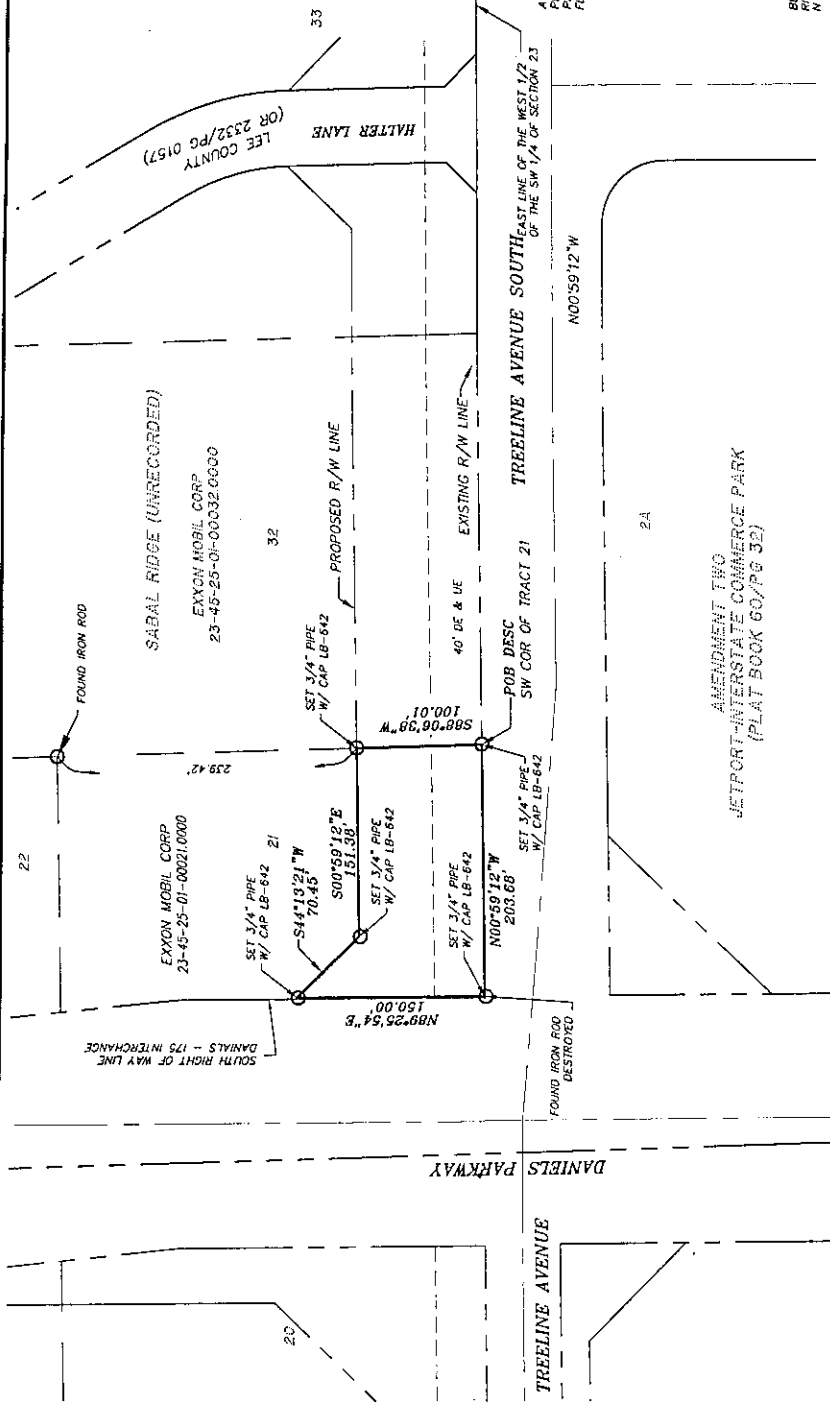 33
LEE COUNTY
(OR 2332/PG 0157)
HALTER LANE
EAST LINE OF THE WEST 1/2
OF THE SW 1/4 OF SECTION 23
TREELINE AVENUE SOUTH
N00°59'12"W
SABAL RIDGE (UNRECORDED)
EXXON MOBIL CORP
23-45-25-01-00032.0000
32
PROPOSED R/W LINE
EXISTING R/W LINE
40' DE & UE
FOUND IRON ROD
22
239.42'
SET 3/4" PIPE
W/ CAP LB-642
S88°06'38"W
100.01'
POB DESC
SW COR OF TRACT 21
SET 3/4" PIPE
W/ CAP LB-642
EXXON MOBIL CORP
23-45-25-01-00021.0000
21
SET 3/4" PIPE
W/ CAP LB-642
S44°13'21"W
70.45'
S00°59'12"E
151.38'
SET 3/4" PIPE
W/ CAP LB-642
SET 3/4" PIPE
W/ CAP LB-642
N00°59'12"W
203.68'
N89°25'54"E
150.00'
SOUTH RIGHT OF WAY LINE
DANIALS - 175 INTERCHANGE
FOUND IRON ROD
DESTROYED
2A
AMENDMENT TWO
JETPORT-INTERSTATE COMMERCE PARK
(PLAT BOOK 60/PG 32)
DANIELS PARKWAY
TREELINE AVENUE
20